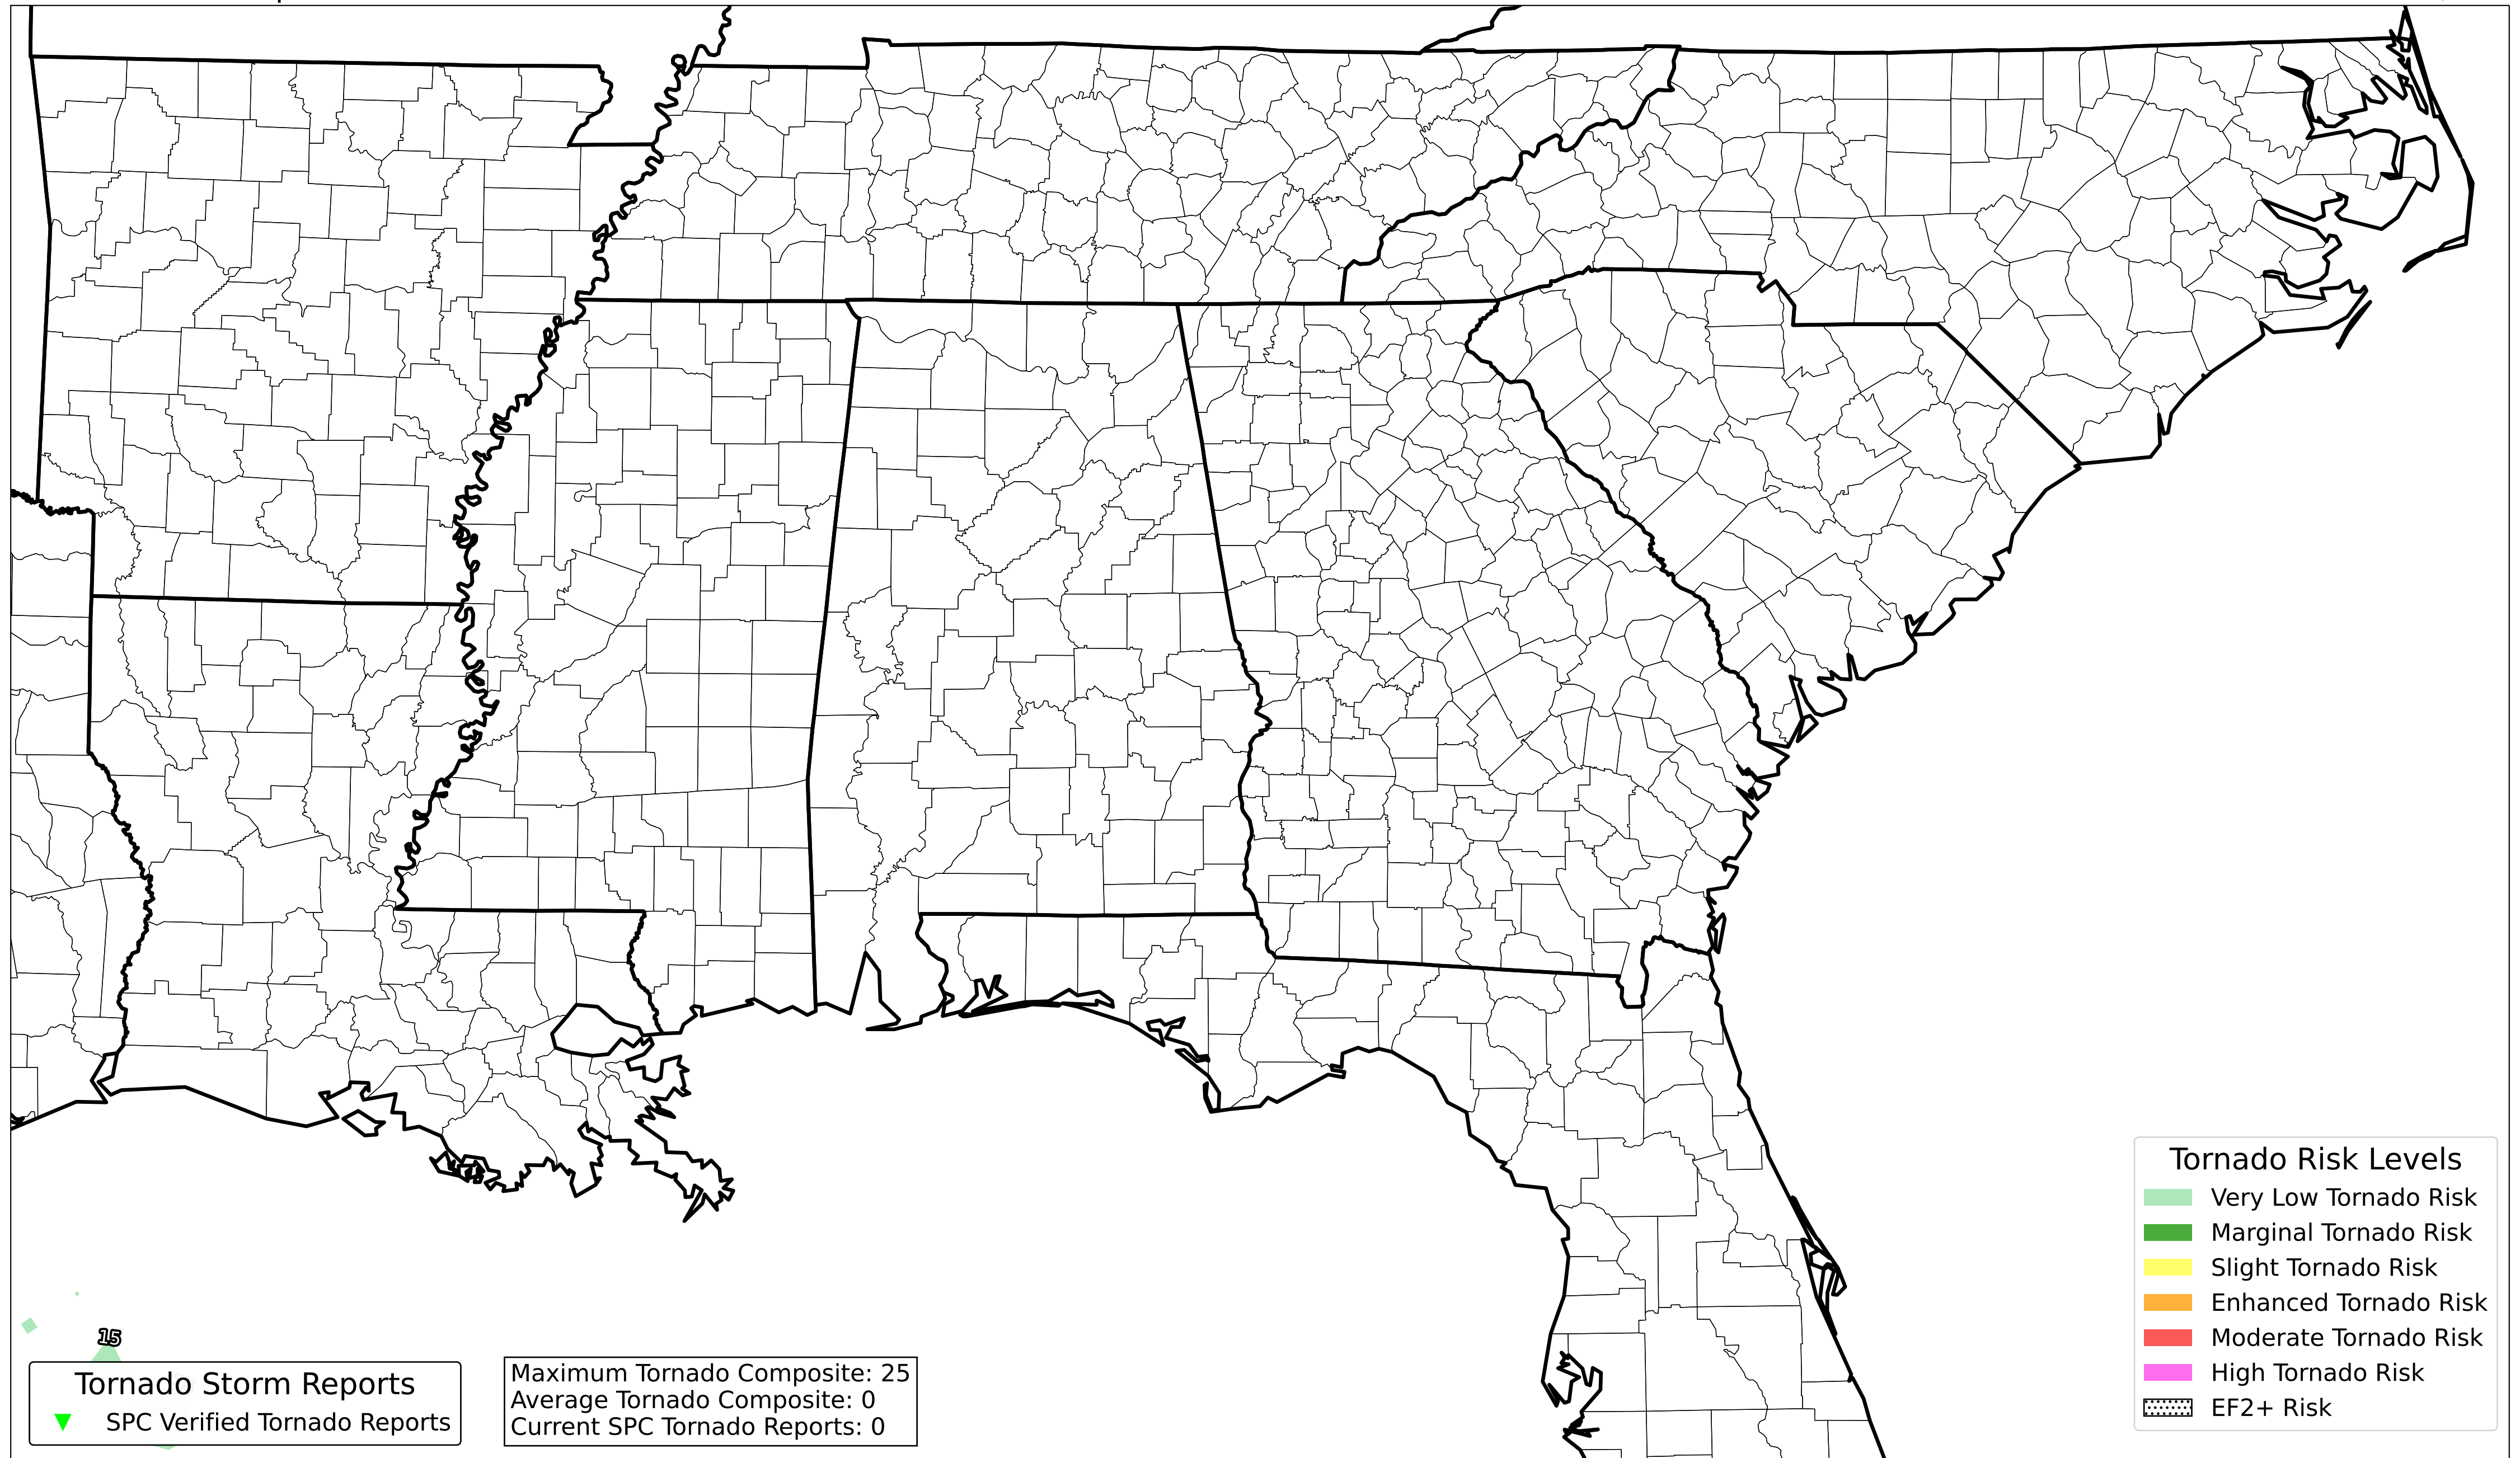 15
Tornado Storm Reports
SPC Verified Tornado Reports
Maximum Tornado Composite: 25
Average Tornado Composite: 0
Current SPC Tornado Reports: 0
Tornado Risk Levels
Very Low Tornado Risk
Marginal Tornado Risk
Slight Tornado Risk
Enhanced Tornado Risk
Moderate Tornado Risk
High Tornado Risk
EF2+ Risk